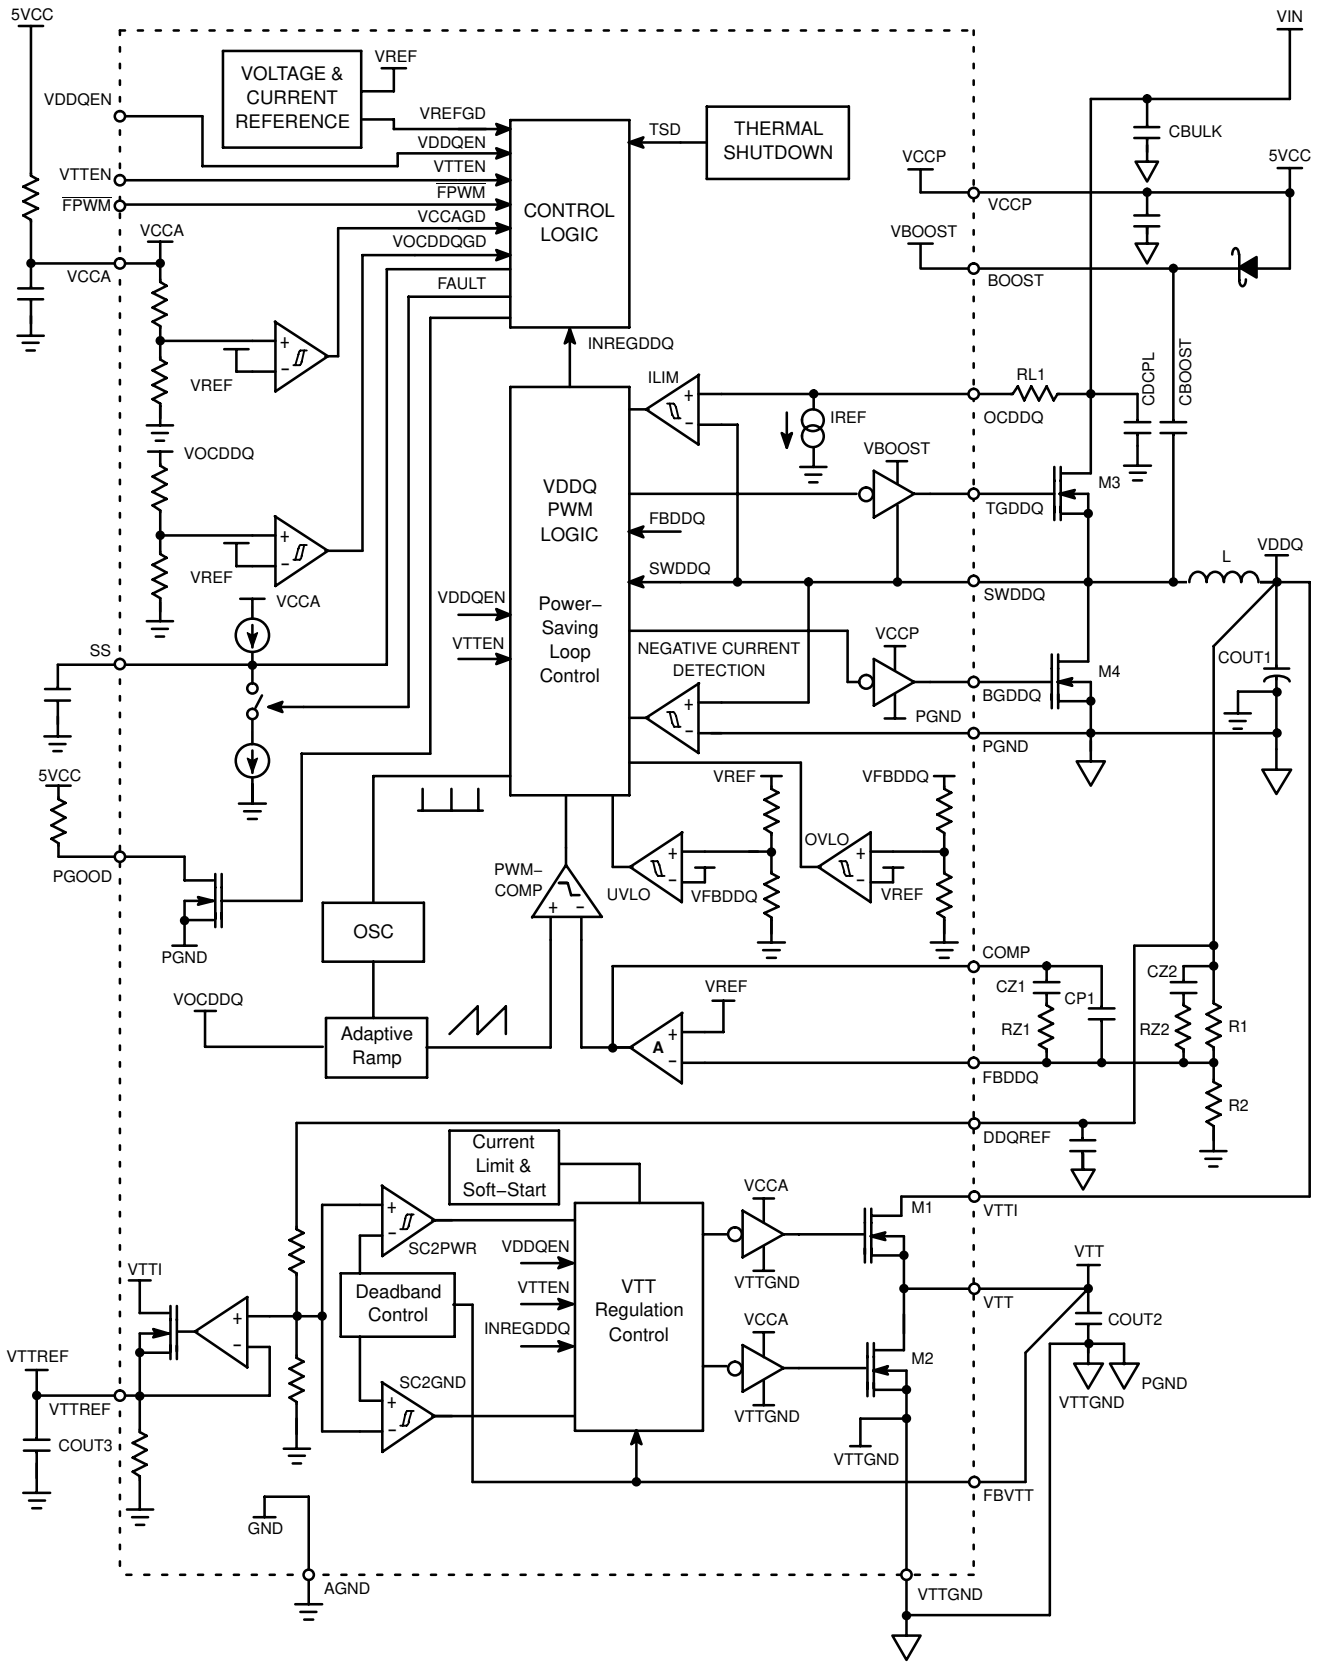 5VCC
VIN
VOLTAGE &
CURRENT
REFERENCE
VREF
VDDQEN
VREFGD
VDDQEN
VTTEN
FPWM
VCCAGD
VOCDDQGD
FAULT
TSD
THERMAL
SHUTDOWN
CBULK
VCCP
5VCC
VCCP
VTTEN
FPWM
CONTROL
LOGIC
VCCA
VCCA
VBOOST
BOOST
INREGDDQ
VREF
ILIM
IREF
RL1
OCDDQ
CDCPL
CBOOST
VOCDDQ
VBOOST
VDDQ
PWM
LOGIC
TGDDQ
M3
FBDDQ
VREF
SWDDQ
SWDDQ
L
VDDQ
VCCA
VDDQEN
VTTEN
Power−
Saving
Loop
Control
NEGATIVE CURRENT
DETECTION
VCCP
PGND
BGDDQ
M4
COUT1
SS
PGND
5VCC
VREF
VFBDDQ
PGOOD
PWM−
COMP
+
−
UVLO
VFBDDQ
OVLO
VREF
PGND
OSC
VOCDDQ
Adaptive
Ramp
VREF
A
COMP
CZ1
CP1
RZ1
CZ2
RZ2
R1
FBDDQ
R2
DDQREF
Current
Limit &
Soft−Start
VCCA
M1
VTTI
SC2PWR
VDDQEN
VTTEN
INREGDDQ
VTT
Regulation
Control
VTTGND
VTT
VTT
VTTI
Deadband
Control
COUT2
VCCA
M2
VTTGND
VTTGND
PGND
VTTREF
VTTREF
SC2GND
COUT3
VTTGND
FBVTT
GND
AGND
VTTGND